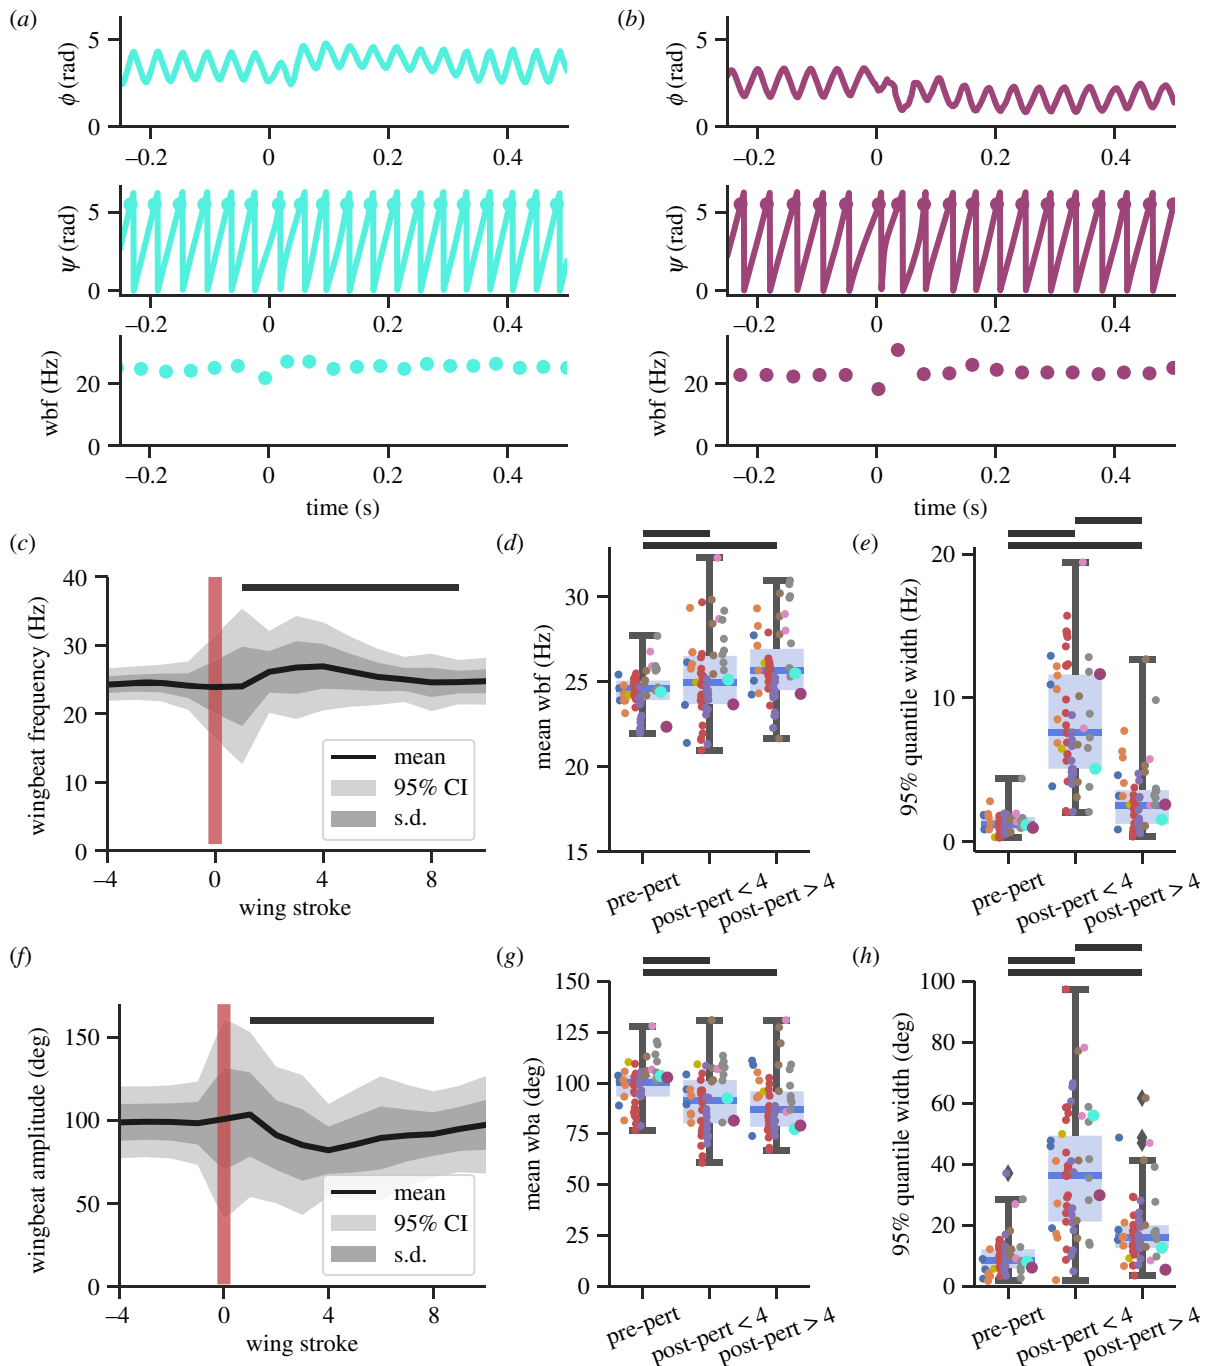 (a)
5
0
ϕ (rad)
–0.2 0 0.2 0.4
5
0
ψ (rad)
–0.2 0 0.2 0.4
20
0
wbf (Hz)
–0.2 0 0.2 0.4
time (s)
(b)
5
0
ϕ (rad)
–0.2 0 0.2 0.4
5
0
ψ (rad)
–0.2 0 0.2 0.4
20
0
wbf (Hz)
–0.2 0 0.2 0.4
time (s)
(c)
40
30
20
10
0
wingbeat frequency (Hz)
mean
95% CI
s.d.
–4 0 4 8
wing stroke
(d)
30
25
20
15
mean wbf (Hz)
pre-pert
post-pert < 4
post-pert > 4
(e)
20
10
0
95% quantile width (Hz)
pre-pert
post-pert < 4
post-pert > 4
(f)
150
100
50
0
wingbeat amplitude (deg)
mean
95% CI
s.d.
–4 0 4 8
wing stroke
(g)
150
125
100
75
50
25
0
mean wba (deg)
pre-pert
post-pert < 4
post-pert > 4
(h)
100
80
60
40
20
0
95% quantile width (deg)
pre-pert
post-pert < 4
post-pert > 4